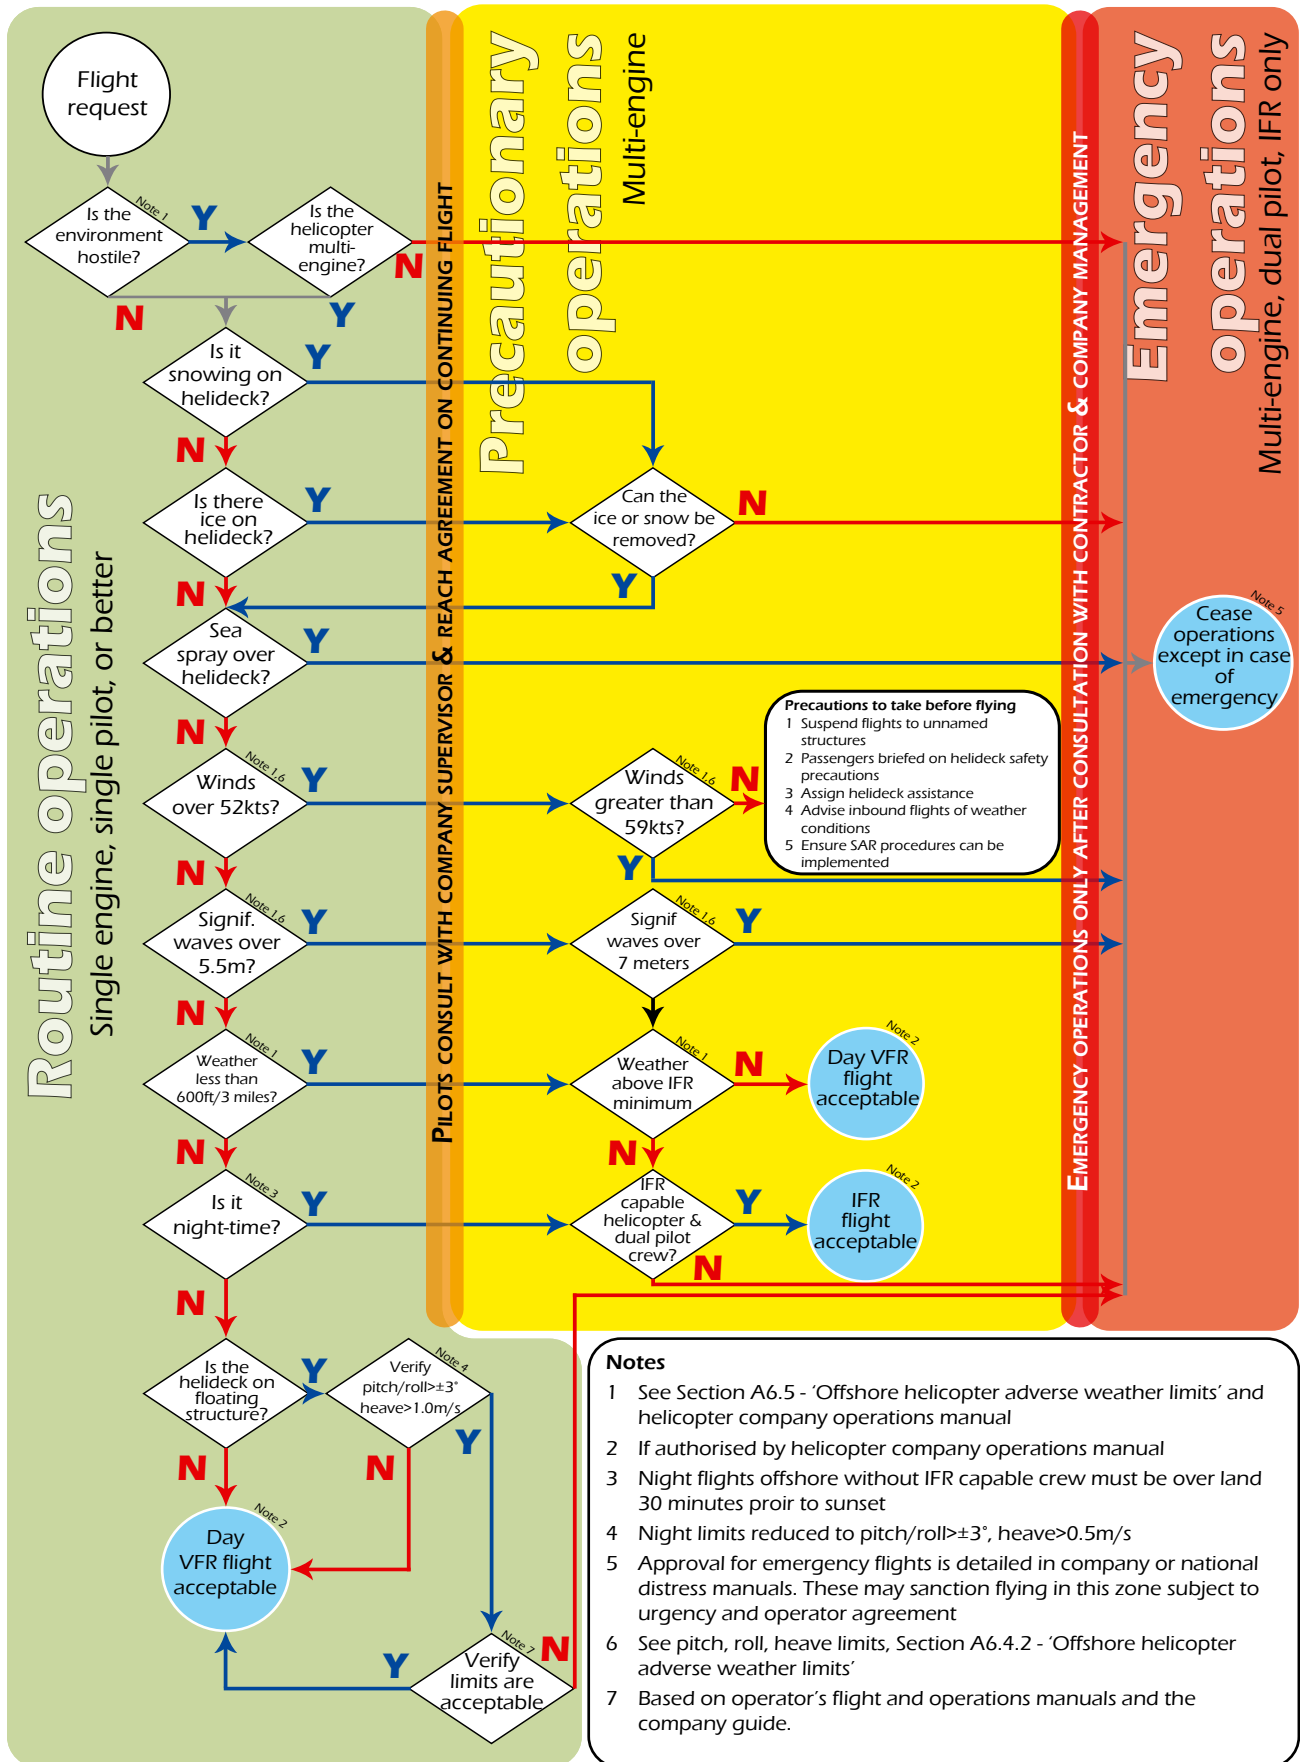 Flight
request
Note 1
Is the
environment
hostile?
Y
Is the
helicopter
multi-
engine?
N
N
Y
Is it
snowing on
helideck?
Y
N
Is there
ice on
helideck?
Y
N
Can the
ice or snow be
removed?
N
Y
Sea
spray over
helideck?
Y
N
Note 5
Cease
operations
except in case
of
emergency
Note 1,6
Winds
over 52kts?
Y
N
Note 1,6
Winds
greater than
59kts?
N
Y
Precautions to take before flying
1 Suspend flights to unnamed
structures
2 Passengers briefed on helideck safety
precautions
3 Assign helideck assistance
4 Advise inbound flights of weather
conditions
5 Ensure SAR procedures can be
implemented
Note 1,6
Signif.
waves over
5.5m?
Y
N
Note 1,6
Signif
waves over
7 meters
Y
Note 1
Weather
less than
600ft/3 miles?
Y
N
Note 1
Weather
above IFR
minimum
N
N
Note 2
Day VFR
flight
acceptable
Note 3
Is it
night-time?
Y
N
IFR
capable
helicopter &
dual pilot
crew?
Y
N
Note 2
IFR
flight
acceptable
Is the
helideck on
floating
structure?
Y
N
Note 4
Verify
pitch/roll>±3°
heave>1.0m/s
Y
N
Note 2
Day
VFR flight
acceptable
Note 7
Verify
limits are
acceptable
Y
N
Routine operations
Single engine, single pilot, or better
PILOTS CONSULT WITH COMPANY SUPERVISOR & REACH AGREEMENT ON CONTINUING FLIGHT
Precautionary
operations
Multi-engine
EMERGENCY OPERATIONS ONLY AFTER CONSULTATION WITH CONTRACTOR & COMPANY MANAGEMENT
Emergency
operations
Multi-engine, dual pilot, IFR only
Notes
1 See Section A6.5 - ‘Offshore helicopter adverse weather limits’ and
helicopter company operations manual
2 If authorised by helicopter company operations manual
3 Night flights offshore without IFR capable crew must be over land
30 minutes proir to sunset
4 Night limits reduced to pitch/roll>±3°, heave>0.5m/s
5 Approval for emergency flights is detailed in company or national
distress manuals. These may sanction flying in this zone subject to
urgency and operator agreement
6 See pitch, roll, heave limits, Section A6.4.2 - ‘Offshore helicopter
adverse weather limits’
7 Based on operator’s flight and operations manuals and the
company guide.